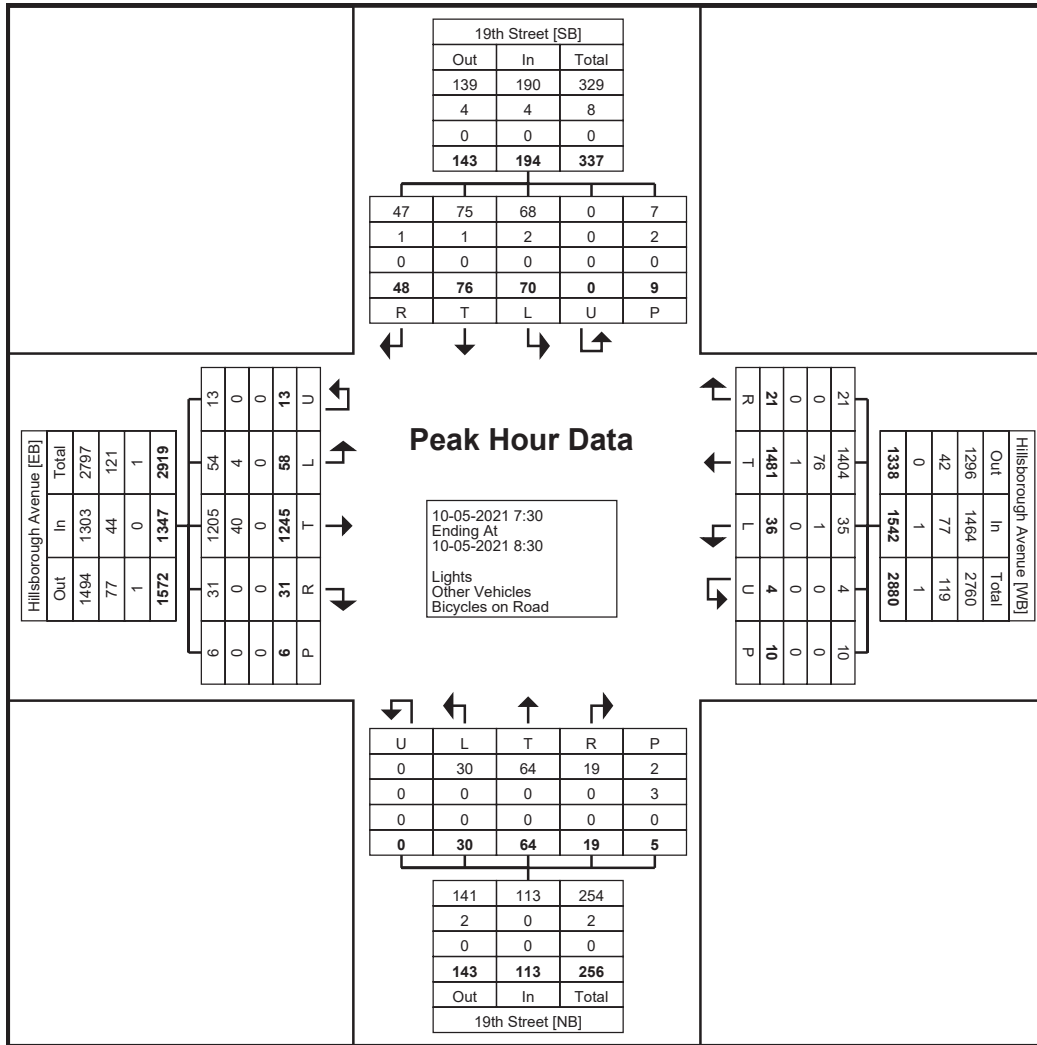 19th Street [SB]
Out In Total
139 190 329
4 4 8
0 0 0
143 194 337
47 75 68 0 7
1 1 2 0 2
0 0 0 0 0
48 76 70 0 9
R T L U P
Hillsborough Avenue [EB]
Out In Total
1494 1303 2797
77 44 121
1 0 1
1572 1347 2919
6 31 1205 54 13
0 0 40 4 0
0 0 0 0 0
6 31 1245 58 13
P R T L U
Peak Hour Data
10-05-2021 7:30
Ending At
10-05-2021 8:30
Lights
Other Vehicles
Bicycles on Road
Hillsborough Avenue [WB]
Out In Total
1296 1464 2760
42 77 119
0 1 1
1338 1542 2880
21 1404 35 4 10
0 76 1 0 0
0 1 0 0 0
21 1481 36 4 10
R T L U P
U L T R P
0 30 64 19 2
0 0 0 0 3
0 0 0 0 0
0 30 64 19 5
141 113 254
2 0 2
0 0 0
143 113 256
Out In Total
19th Street [NB]